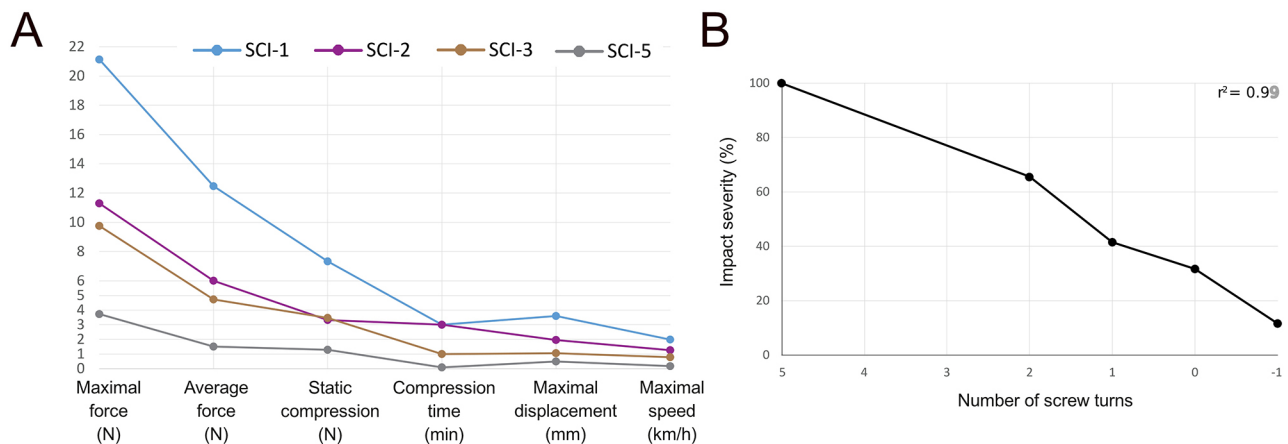 A
SCI-1 SCI-2 SCI-3 SCI-5
22
20
18
16
14
12
10
8
6
5
4
3
2
1
0
Maximal force (N)
Average force (N)
Static compression (N)
Compression time (min)
Maximal displacement (mm)
Maximal speed (km/h)
B
r²= 0.99
Impact severity (%)
100
80
60
40
20
0
5 4 3 2 1 0 -1
Number of screw turns